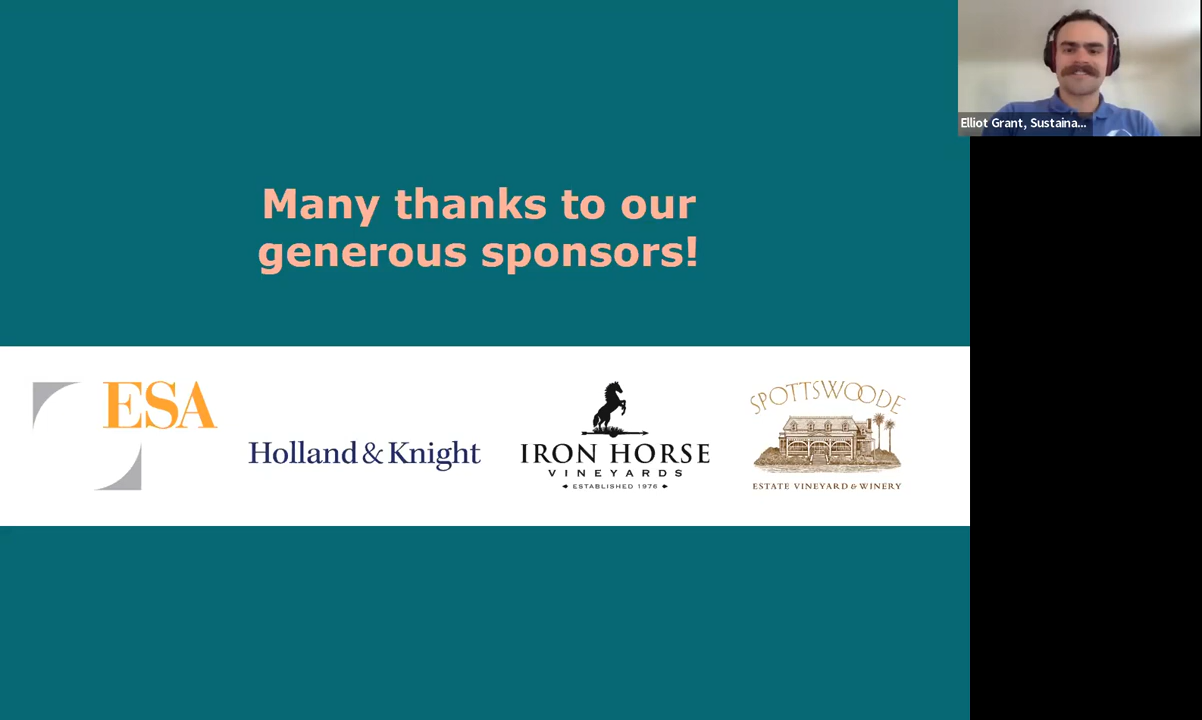 Elliot Grant, Sustaina...
Many thanks to our
generous sponsors!
ESA
Holland & Knight
IRON HORSE
VINEYARDS
ESTABLISHED 1976
SPOTTSWOODE
ESTATE VINEYARD & WINERY